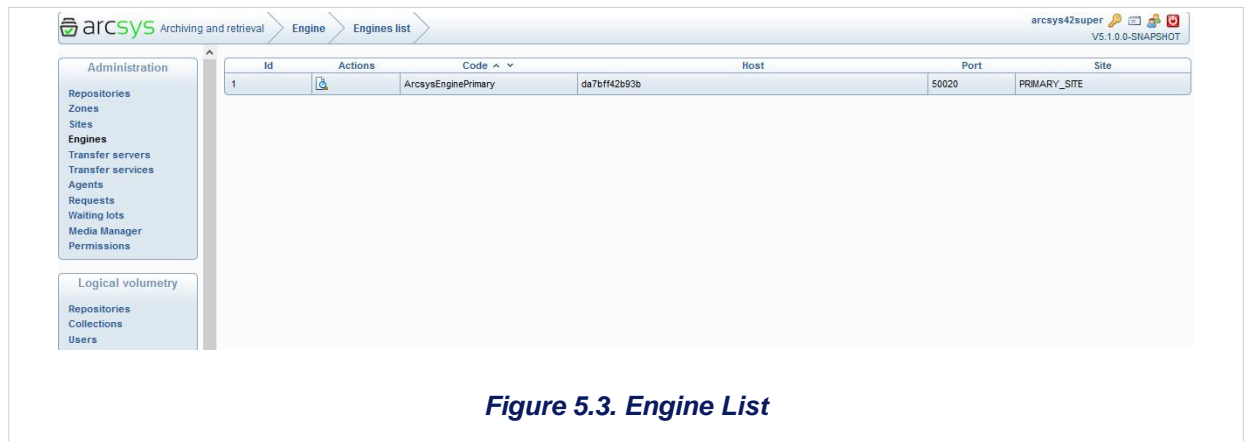 arcsys Archiving and retrieval Engine Engines list
arcsys42super
V5.1.0.0-SNAPSHOT
Administration
Repositories
Zones
Sites
Engines
Transfer servers
Transfer services
Agents
Requests
Waiting lots
Media Manager
Permissions
Logical volumetry
Repositories
Collections
Users
Id Actions Code Host Port Site
1 ArcsysEnginePrimary da7bff42b93b 50020 PRIMARY_SITE
Figure 5.3. Engine List